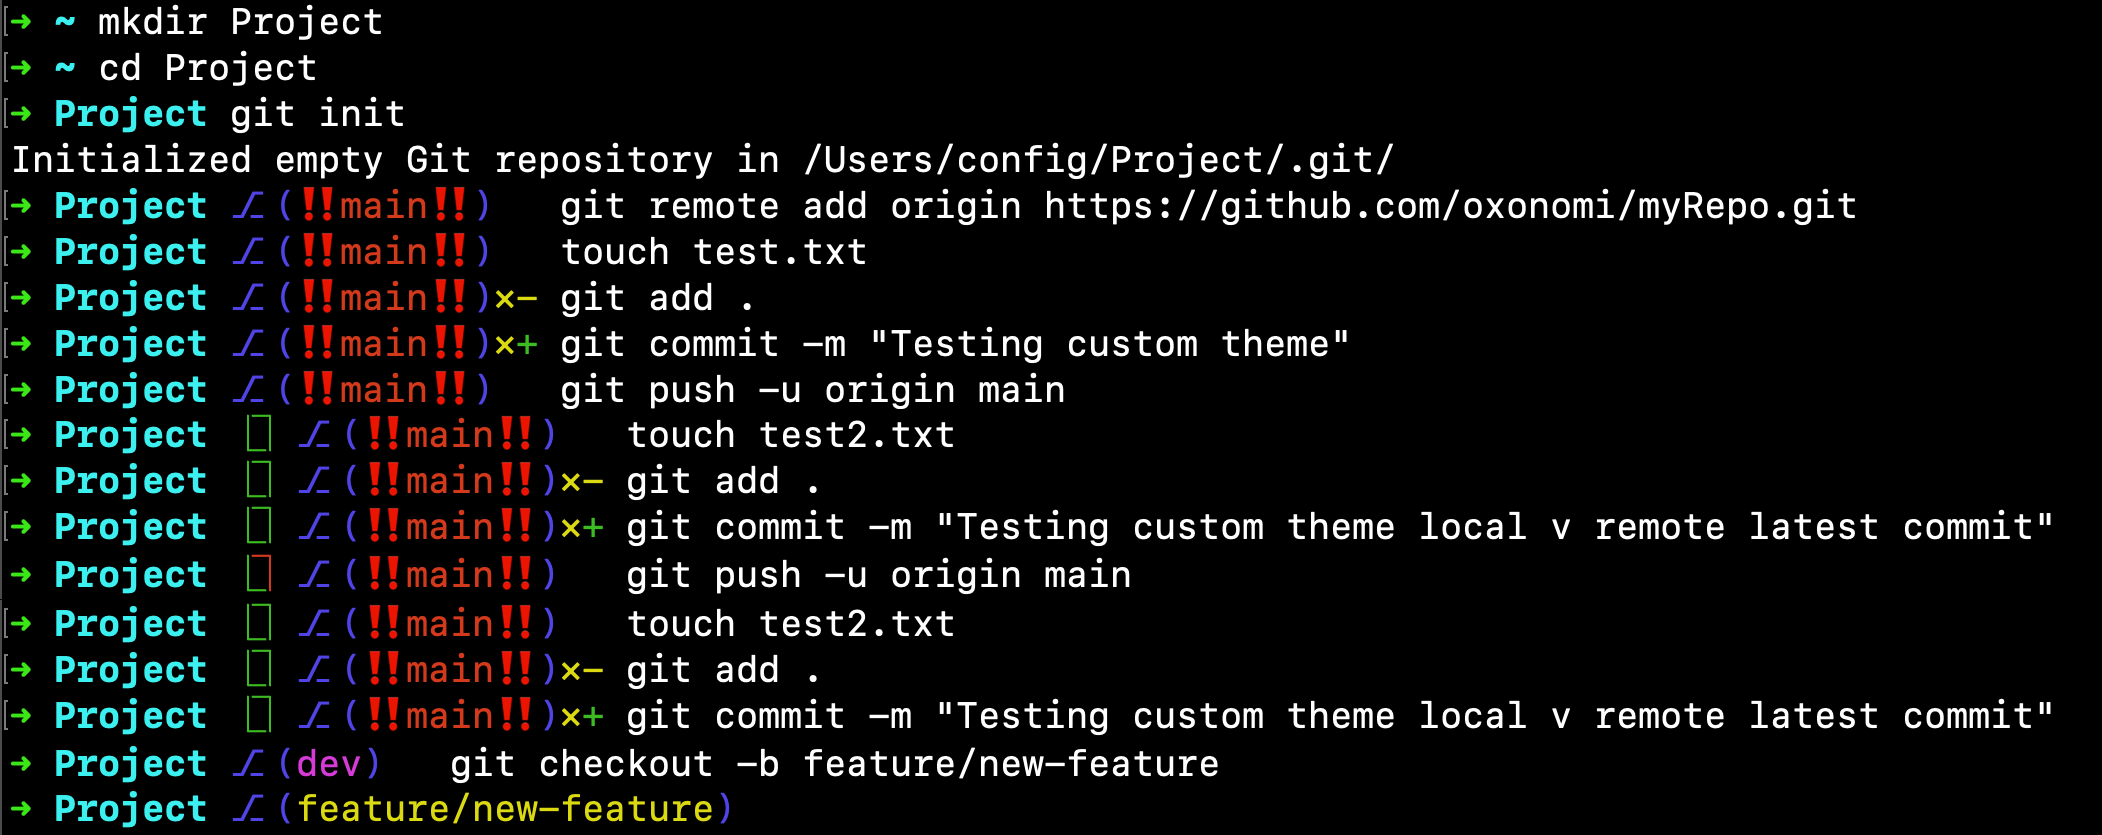 ➜ ~ mkdir Project
➜ ~ cd Project
➜ Project git init
Initialized empty Git repository in /Users/config/Project/.git/
➜ Project ⎇ (‼️main‼️)   git remote add origin https://github.com/oxonomi/myRepo.git
➜ Project ⎇ (‼️main‼️)   touch test.txt
➜ Project ⎇ (‼️main‼️)×− git add .
➜ Project ⎇ (‼️main‼️)×+ git commit -m "Testing custom theme"
➜ Project ⎇ (‼️main‼️)   git push -u origin main
➜ Project  ⎕ ⎇ (‼️main‼️)   touch test2.txt
➜ Project  ⎕ ⎇ (‼️main‼️)×− git add .
➜ Project  ⎕ ⎇ (‼️main‼️)×+ git commit -m "Testing custom theme local v remote latest commit"
➜ Project  ⎕ ⎇ (‼️main‼️)   git push -u origin main
➜ Project  ⎕ ⎇ (‼️main‼️)   touch test2.txt
➜ Project  ⎕ ⎇ (‼️main‼️)×− git add .
➜ Project  ⎕ ⎇ (‼️main‼️)×+ git commit -m "Testing custom theme local v remote latest commit"
➜ Project ⎇ (dev)   git checkout -b feature/new-feature
➜ Project ⎇ (feature/new-feature)